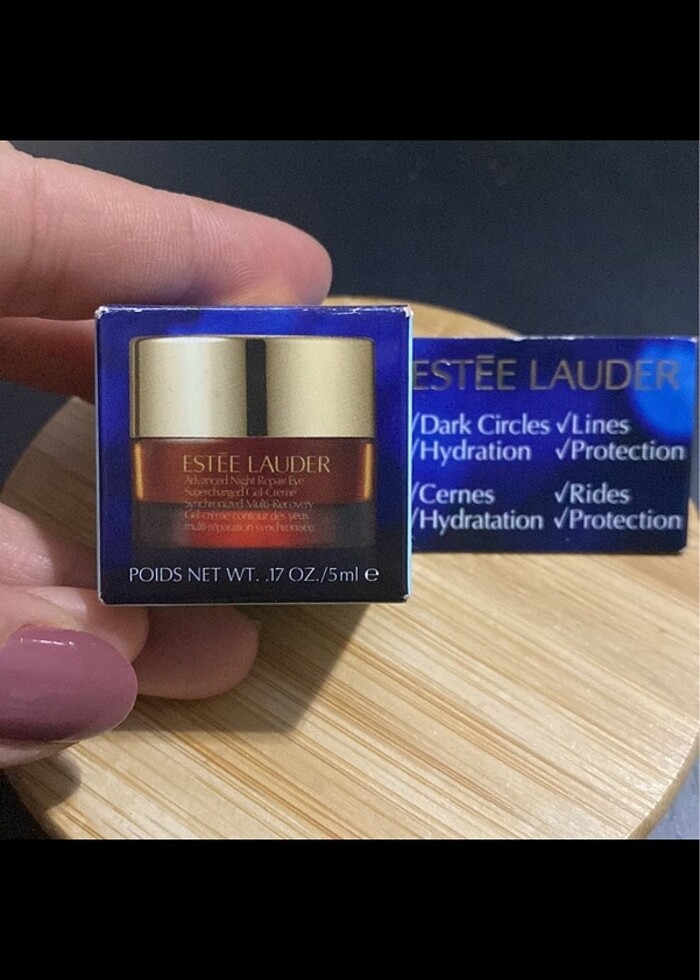 ESTĒE LAUDER
Advanced Night Repair Eye
Supercharged Gel-Creme
Synchronized Multi-Recovery
Gel-crème contour des yeux
multi-réparation synchronisée
POIDS NET WT. .17 OZ./5ml e
ESTĒE LAUDER
√Dark Circles √Lines
√Hydration √Protection
√Cernes √Rides
√Hydratation √Protection